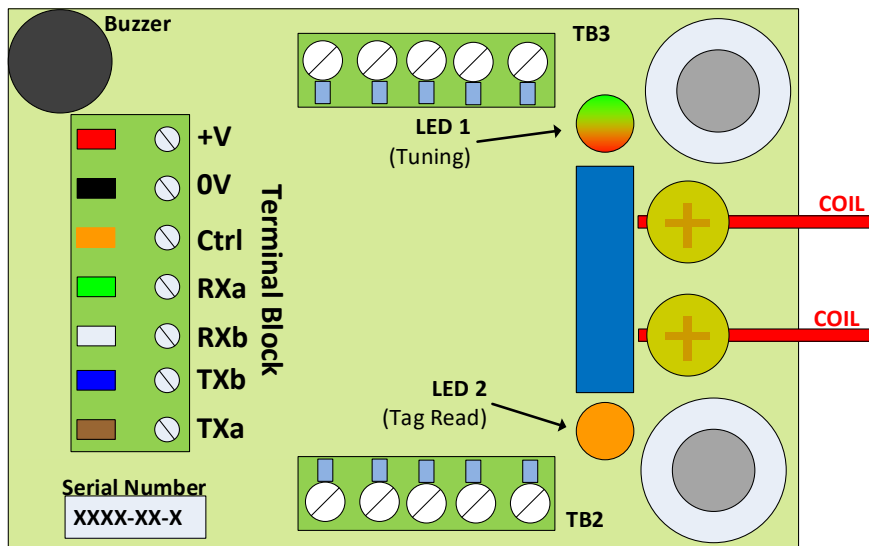 Buzzer
TB3
LED 1
(Tuning)
+V
0V
Ctrl
RXa
RXb
TXb
TXa
Terminal Block
COIL
COIL
LED 2
(Tag Read)
Serial Number
XXXX-XX-X
TB2